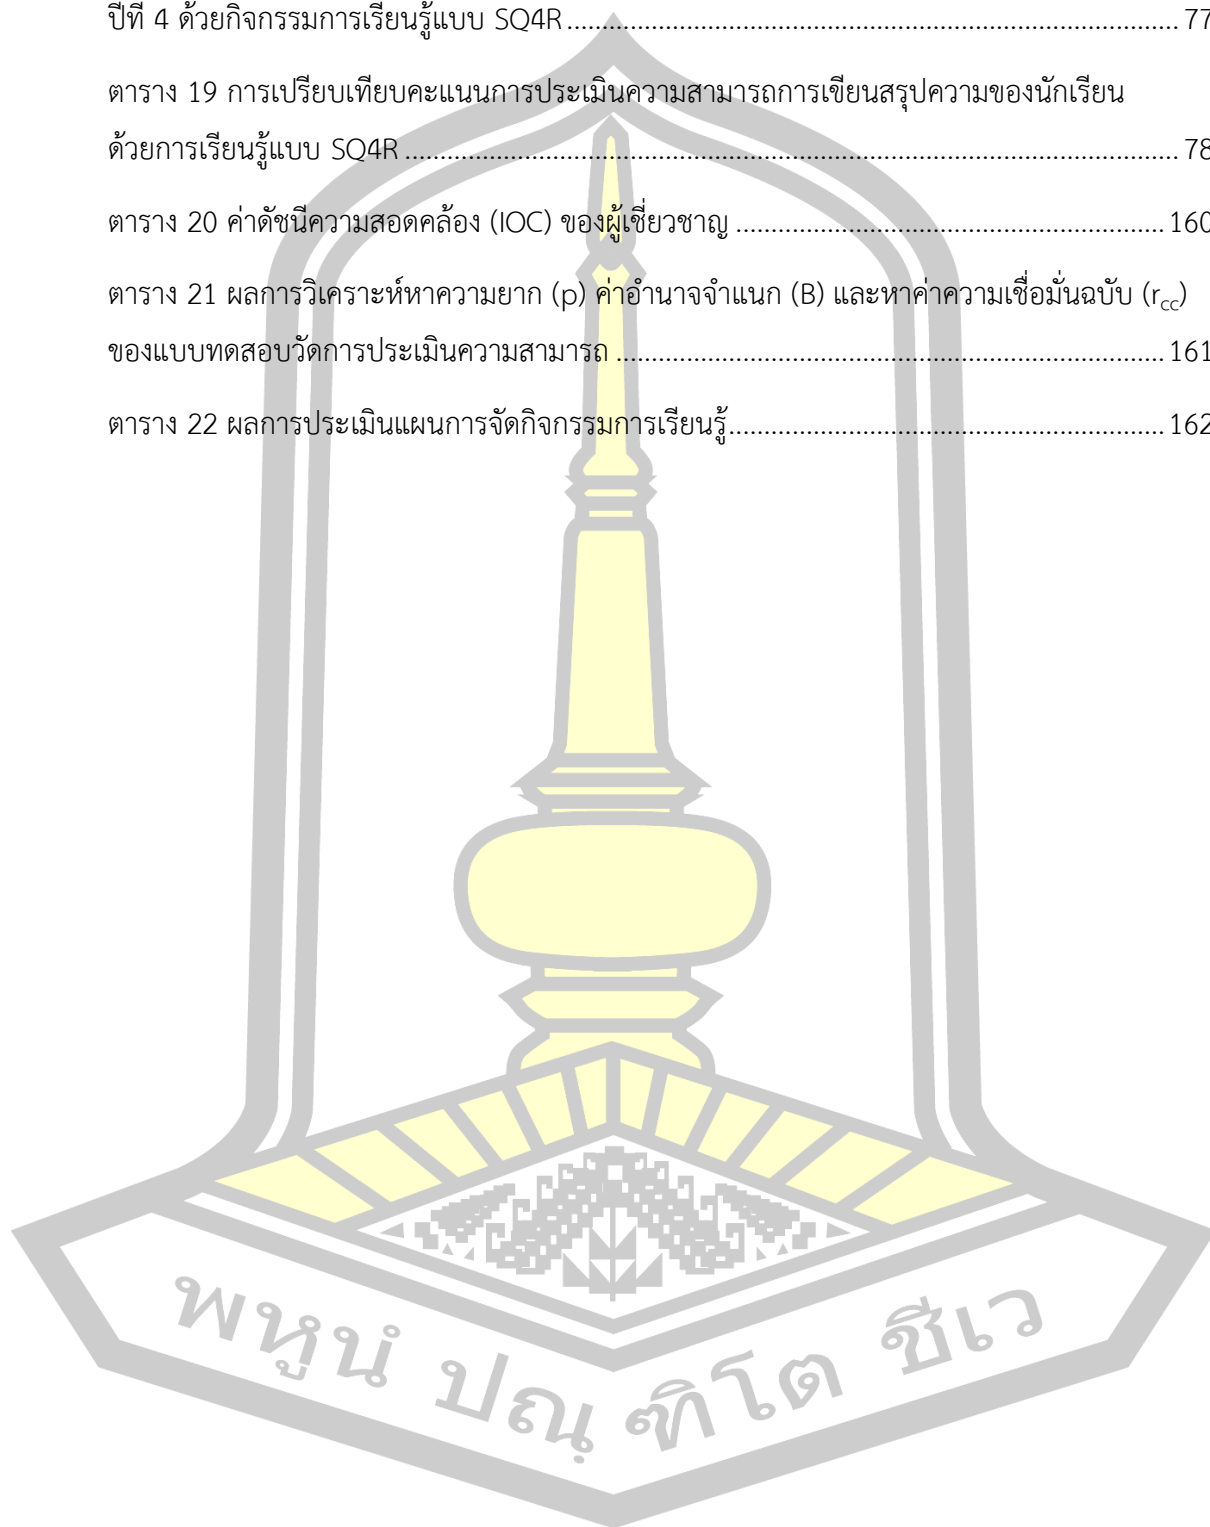 ปีที่ 4 ด้วยกิจกรรมการเรียนรู้แบบ SQ4R ........ 77
ตาราง 19 การเปรียบเทียบคะแนนการประเมินความสามารถการเขียนสรุปความของนักเรียน
ด้วยการเรียนรู้แบบ SQ4R ........ 78
ตาราง 20 ค่าดัชนีความสอดคล้อง (IOC) ของผู้เชี่ยวชาญ ........ 160
ตาราง 21 ผลการวิเคราะห์หาความยาก (p) ค่าอำนาจจำแนก (B) และหาค่าความเชื่อมั่นฉบับ (rcc)
ของแบบทดสอบวัดการประเมินความสามารถ ........ 161
ตาราง 22 ผลการประเมินแผนการจัดกิจกรรมการเรียนรู้ ........ 162
พหูนํ ปณฺฑิโต ชีเว